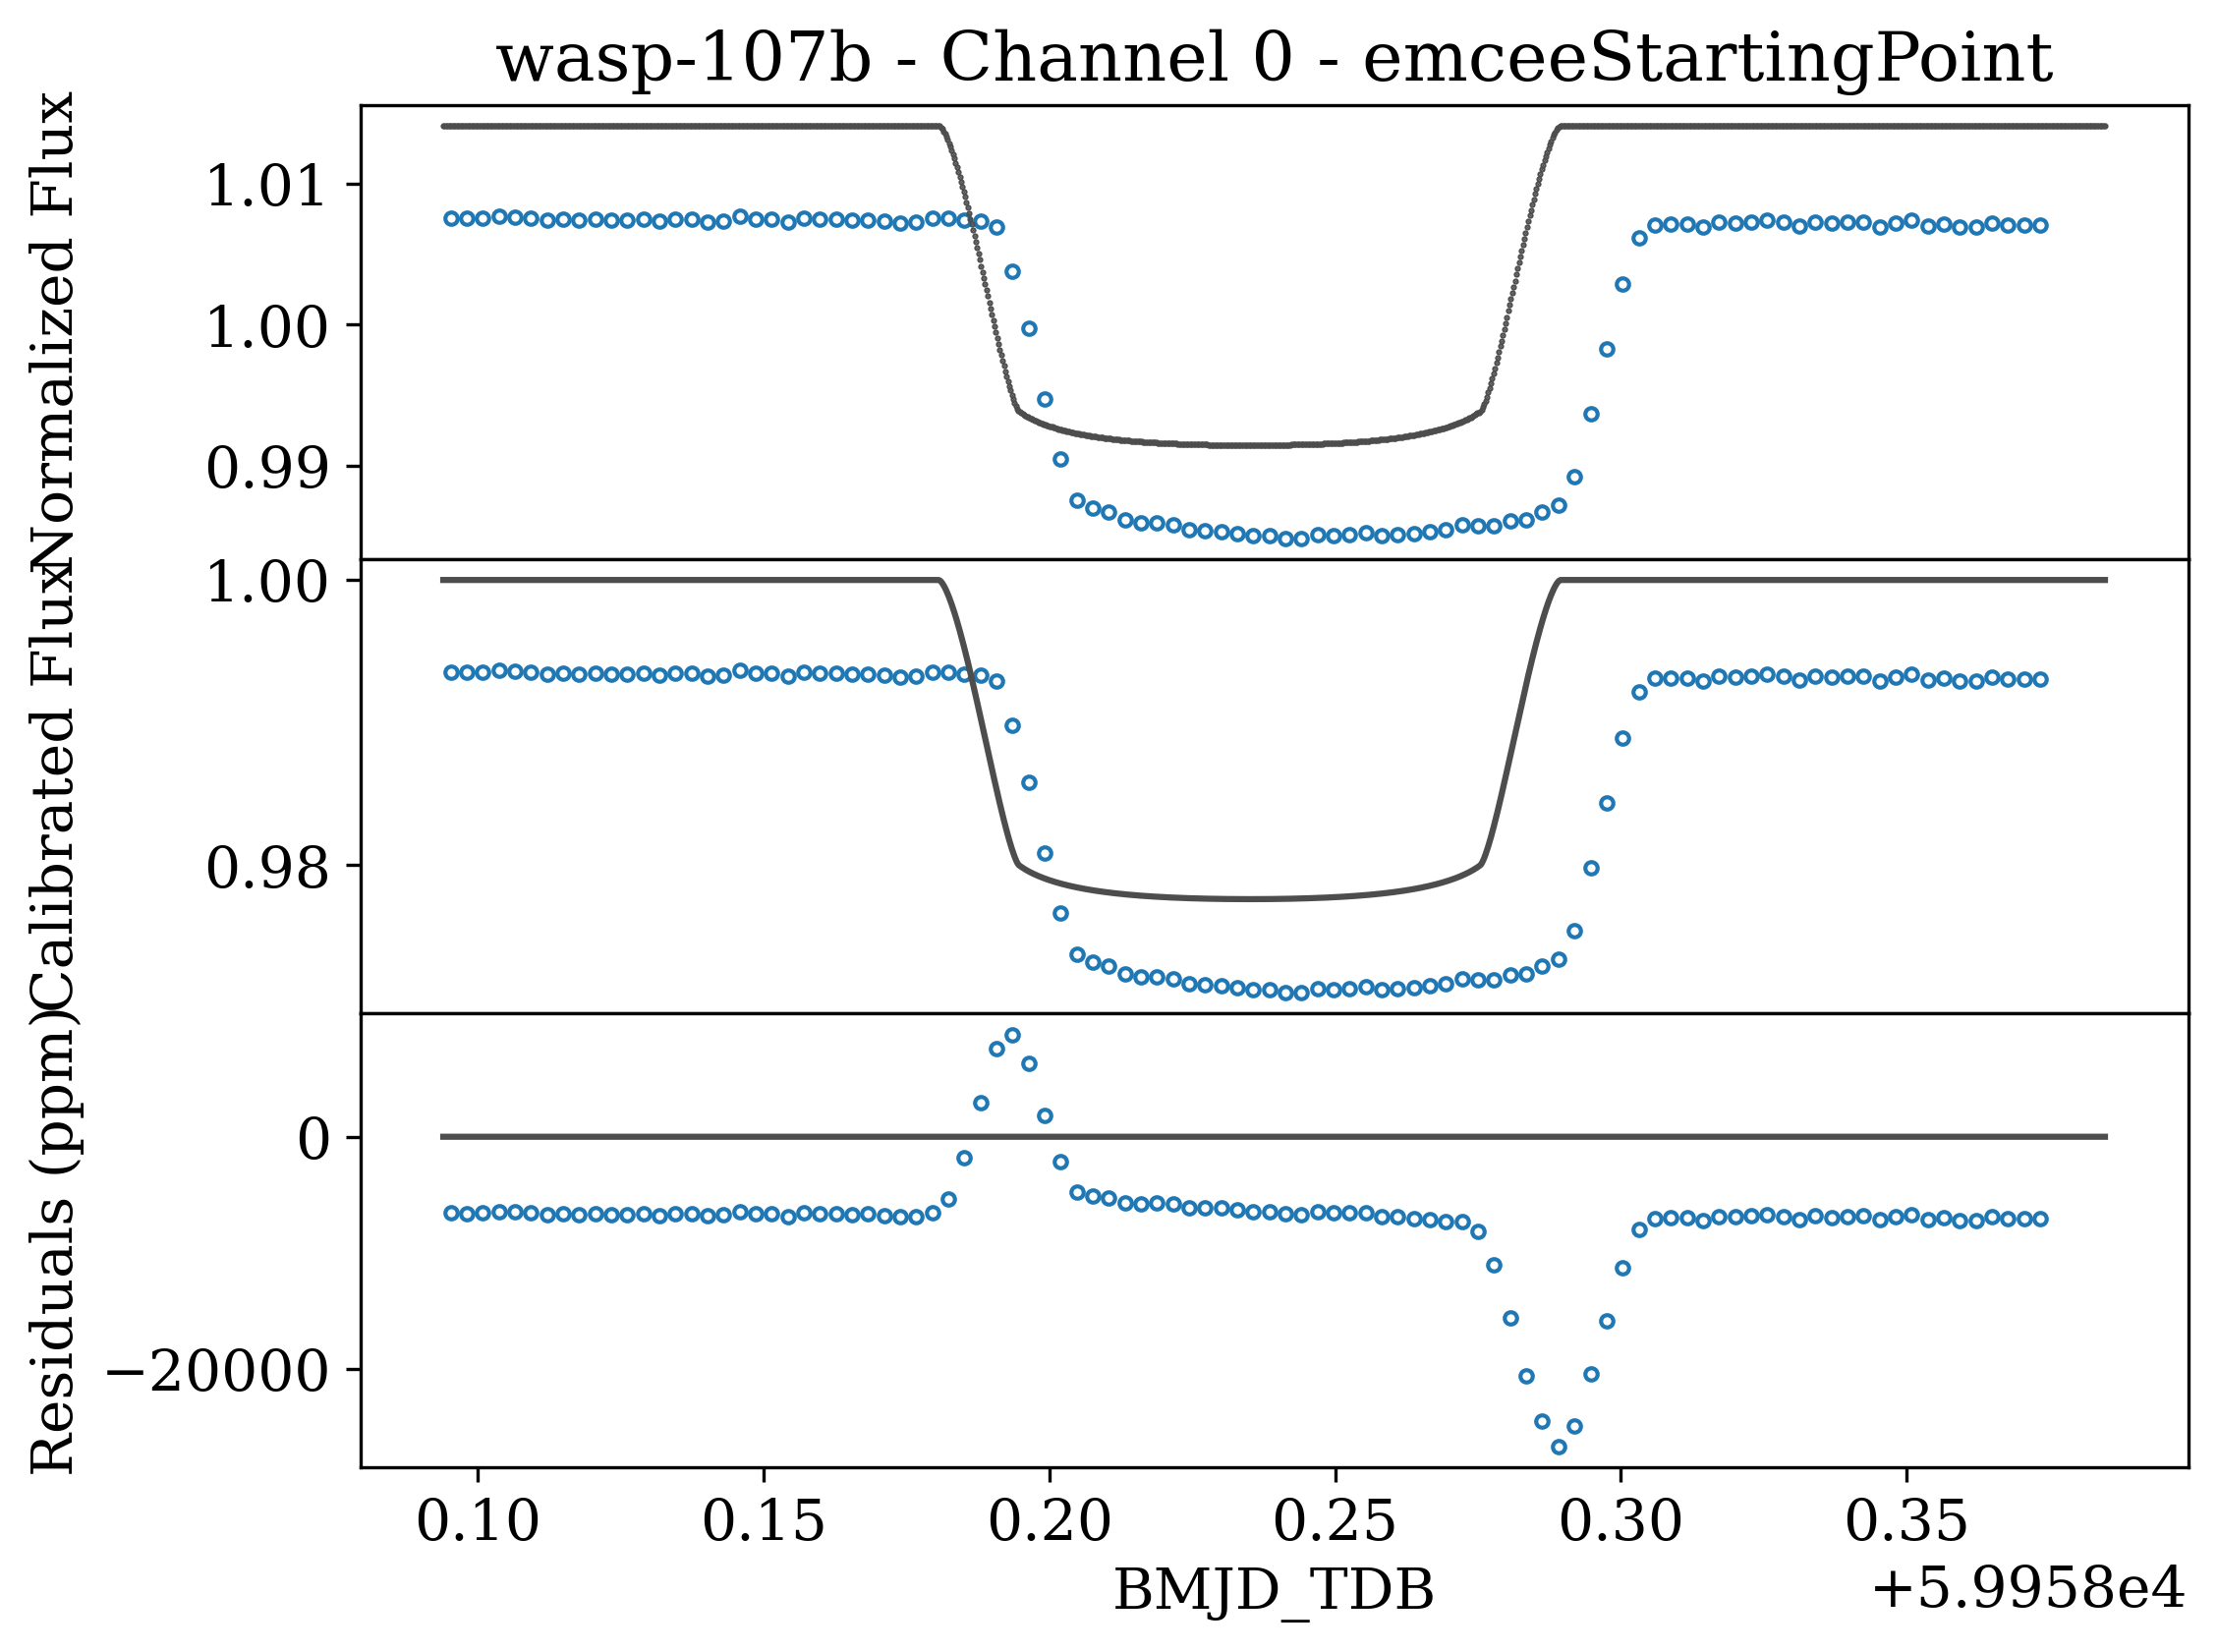 wasp-107b - Channel 0 - emceeStartingPoint
Normalized Flux
1.01
1.00
0.99
Calibrated Flux
1.00
0.98
Residuals (ppm)
0
−20000
0.10 0.15 0.20 0.25 0.30 0.35
BMJD_TDB
+5.9958e4